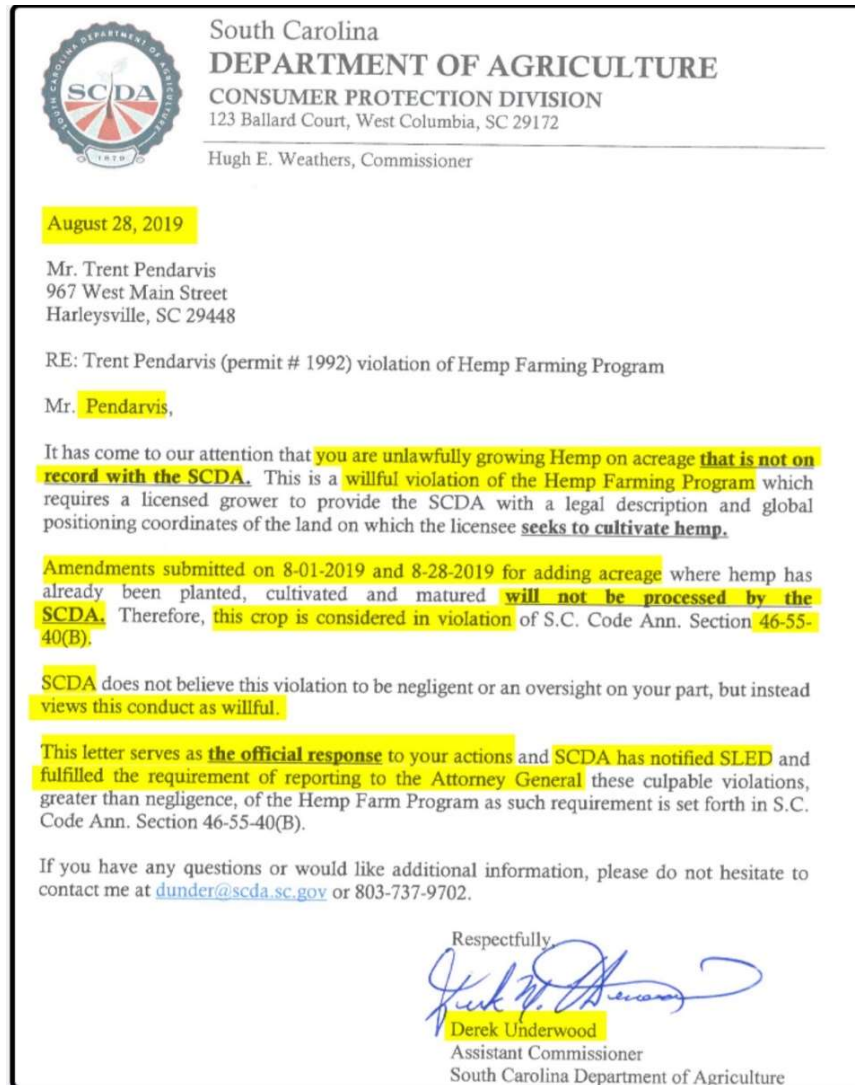 SOUTH CAROLINA DEPARTMENT OF AGRICULTURE
SCDA
1879
South Carolina
DEPARTMENT OF AGRICULTURE
CONSUMER PROTECTION DIVISION
123 Ballard Court, West Columbia, SC 29172
Hugh E. Weathers, Commissioner
August 28, 2019
Mr. Trent Pendarvis
967 West Main Street
Harleysville, SC 29448
RE: Trent Pendarvis (permit # 1992) violation of Hemp Farming Program
Mr. Pendarvis,
It has come to our attention that you are unlawfully growing Hemp on acreage that is not on
record with the SCDA. This is a willful violation of the Hemp Farming Program which
requires a licensed grower to provide the SCDA with a legal description and global
positioning coordinates of the land on which the licensee seeks to cultivate hemp.
Amendments submitted on 8-01-2019 and 8-28-2019 for adding acreage where hemp has
already been planted, cultivated and matured will not be processed by the
SCDA. Therefore, this crop is considered in violation of S.C. Code Ann. Section 46-55-
40(B).
SCDA does not believe this violation to be negligent or an oversight on your part, but instead
views this conduct as willful.
This letter serves as the official response to your actions and SCDA has notified SLED and
fulfilled the requirement of reporting to the Attorney General these culpable violations,
greater than negligence, of the Hemp Farm Program as such requirement is set forth in S.C.
Code Ann. Section 46-55-40(B).
If you have any questions or would like additional information, please do not hesitate to
contact me at dunder@scda.sc.gov or 803-737-9702.
Respectfully,
Derek Underwood
Assistant Commissioner
South Carolina Department of Agriculture